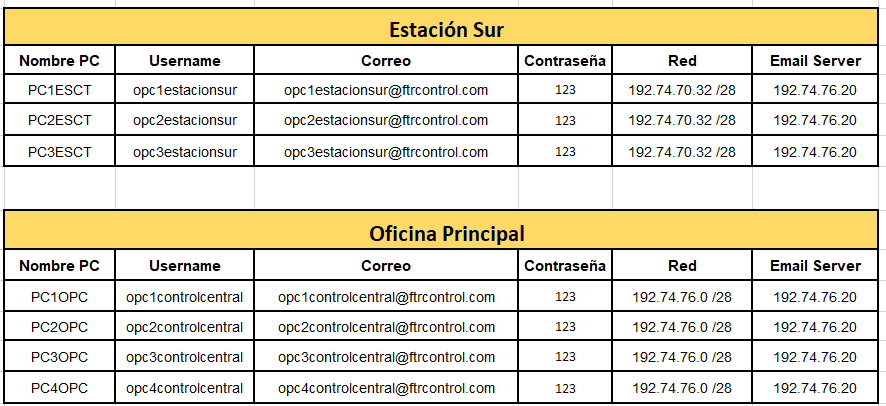 Estación Sur
Nombre PC Username Correo Contraseña Red Email Server
PC1ESCT opc1estacionsur opc1estacionsur@ftrcontrol.com 123 192.74.70.32 /28 192.74.76.20
PC2ESCT opc2estacionsur opc2estacionsur@ftrcontrol.com 123 192.74.70.32 /28 192.74.76.20
PC3ESCT opc3estacionsur opc3estacionsur@ftrcontrol.com 123 192.74.70.32 /28 192.74.76.20
Oficina Principal
Nombre PC Username Correo Contraseña Red Email Server
PC1OPC opc1controlcentral opc1controlcentral@ftrcontrol.com 123 192.74.76.0 /28 192.74.76.20
PC2OPC opc2controlcentral opc2controlcentral@ftrcontrol.com 123 192.74.76.0 /28 192.74.76.20
PC3OPC opc3controlcentral opc3controlcentral@ftrcontrol.com 123 192.74.76.0 /28 192.74.76.20
PC4OPC opc4controlcentral opc4controlcentral@ftrcontrol.com 123 192.74.76.0 /28 192.74.76.20